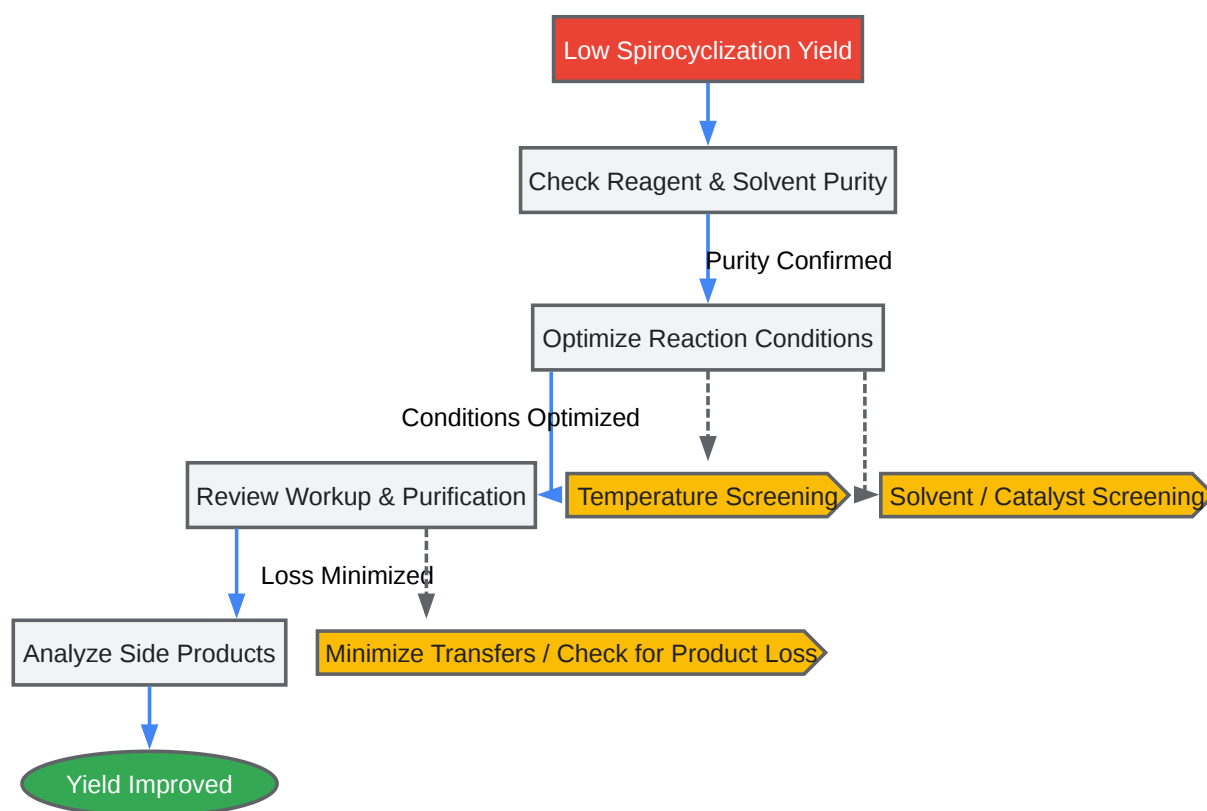 Low Spirocyclization Yield
Check Reagent & Solvent Purity
Purity Confirmed
Optimize Reaction Conditions
Conditions Optimized
Review Workup & Purification
Temperature Screening
Solvent / Catalyst Screening
Loss Minimized
Analyze Side Products
Minimize Transfers / Check for Product Loss
Yield Improved